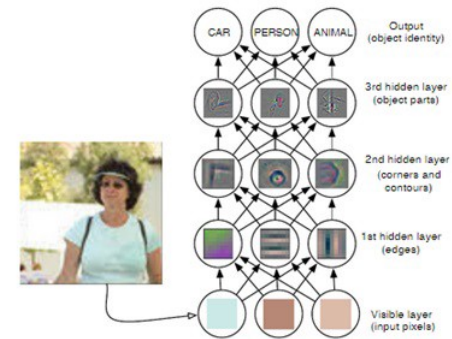 CAR PERSON ANIMAL
Output
(object identity)
3rd hidden layer
(object parts)
2nd hidden layer
(corners and
contours)
1st hidden layer
(edges)
Visible layer
(input pixels)